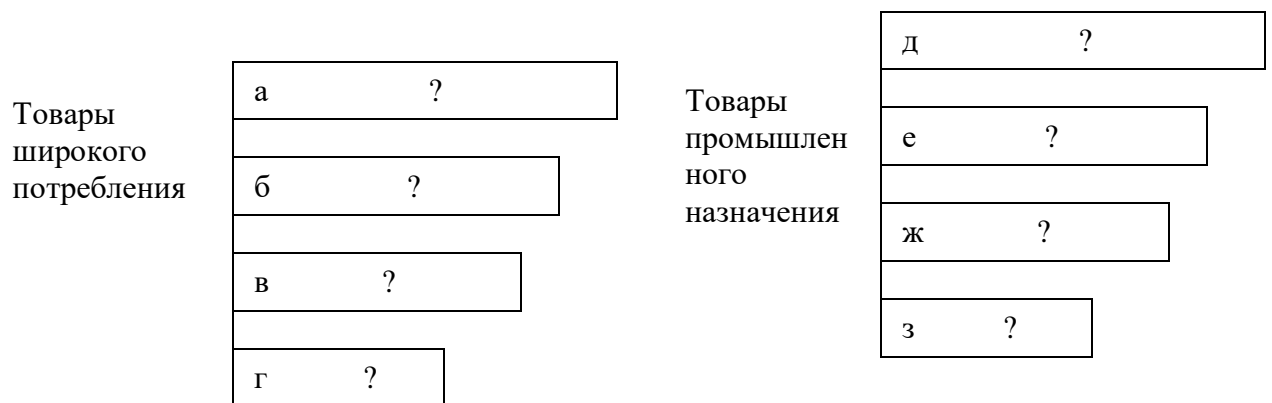 Товары
широкого
потребления
а ?
б ?
в ?
г ?
Товары
промышлен
ного
назначения
д ?
е ?
ж ?
з ?